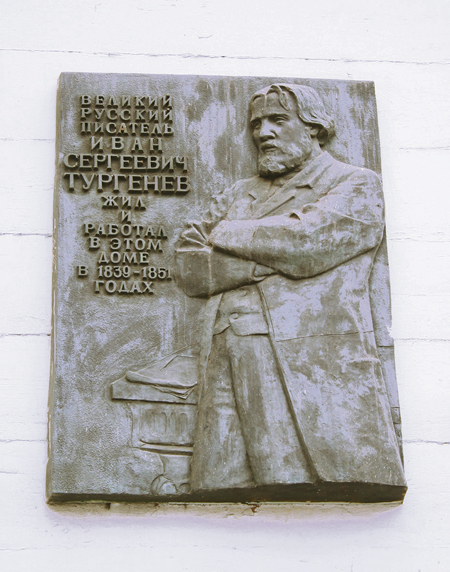 ВЕЛИКИЙ
РУССКИЙ
ПИСАТЕЛЬ
ИВАН
СЕРГЕЕВИЧ
ТУРГЕНЕВ
ЖИЛ
И
РАБОТАЛ
В ЭТОМ
ДОМЕ
В 1839-1851
ГОДАХ